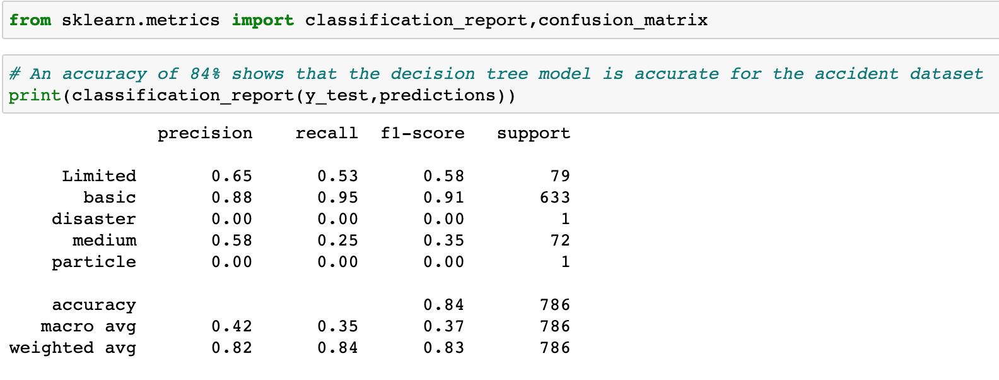 from sklearn.metrics import classification_report,confusion_matrix
# An accuracy of 84% shows that the decision tree model is accurate for the accident dataset
print(classification_report(y_test,predictions))
precision recall f1-score support
Limited 0.65 0.53 0.58 79
basic 0.88 0.95 0.91 633
disaster 0.00 0.00 0.00 1
medium 0.58 0.25 0.35 72
particle 0.00 0.00 0.00 1
accuracy 0.84 786
macro avg 0.42 0.35 0.37 786
weighted avg 0.82 0.84 0.83 786